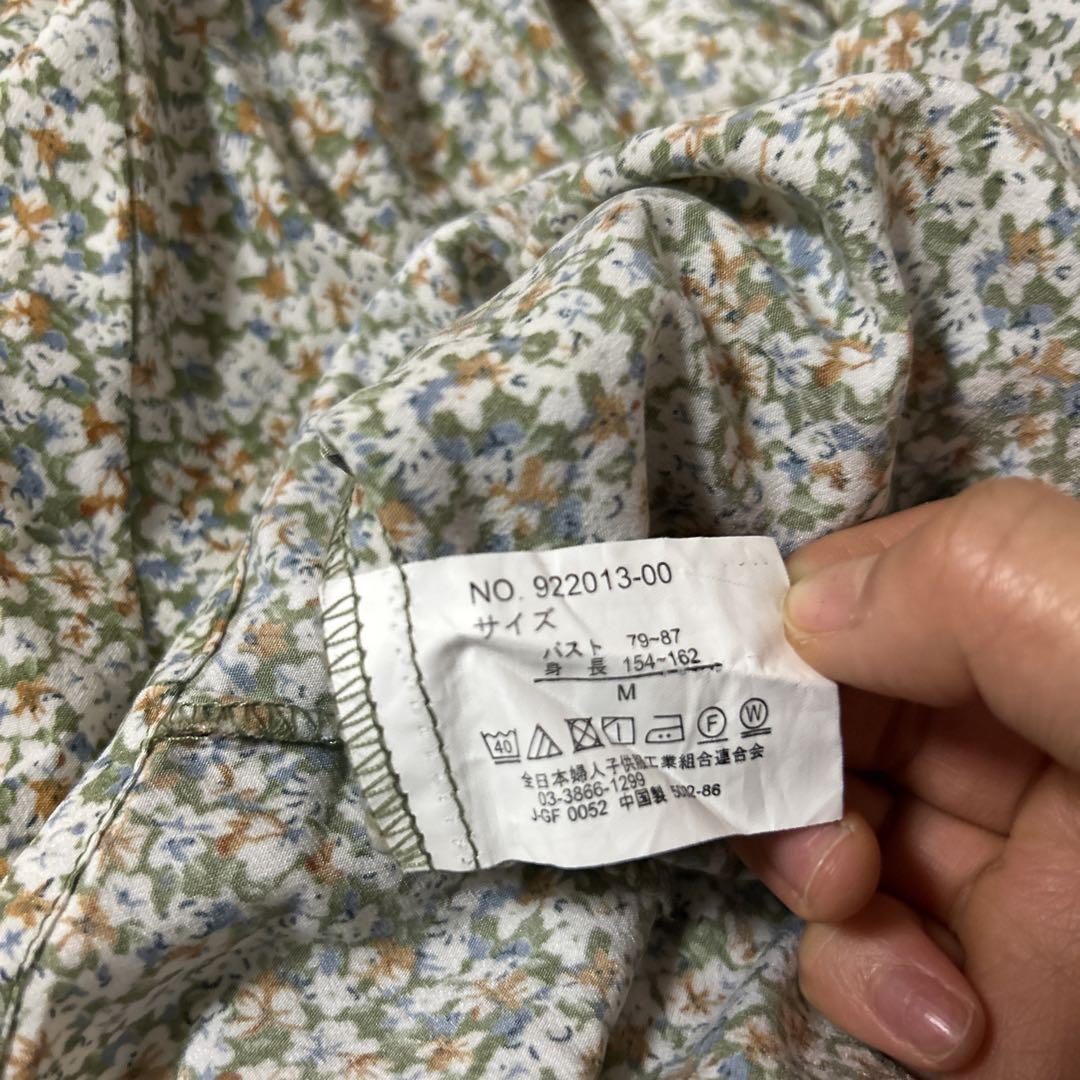 NO. 922013-00
サイズ
バスト 79~87
身長 154~162
M
40 F W
全日本婦人子供服工業組合連合会
03-3866-1299
J-GF 0052 中国製 502-86